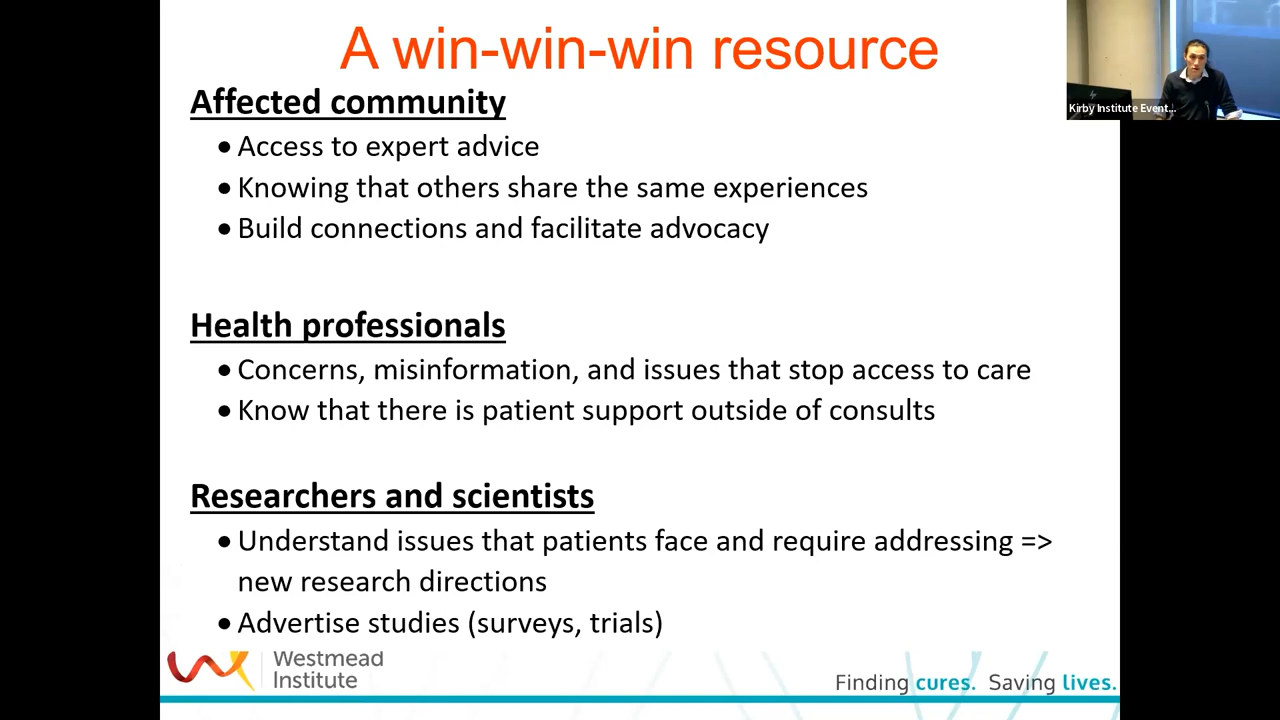 A win-win-win resource
Kirby Institute Event...
Affected community
• Access to expert advice
• Knowing that others share the same experiences
• Build connections and facilitate advocacy
Health professionals
• Concerns, misinformation, and issues that stop access to care
• Know that there is patient support outside of consults
Researchers and scientists
• Understand issues that patients face and require addressing =>
new research directions
• Advertise studies (surveys, trials)
Westmead
Institute
Finding cures. Saving lives.